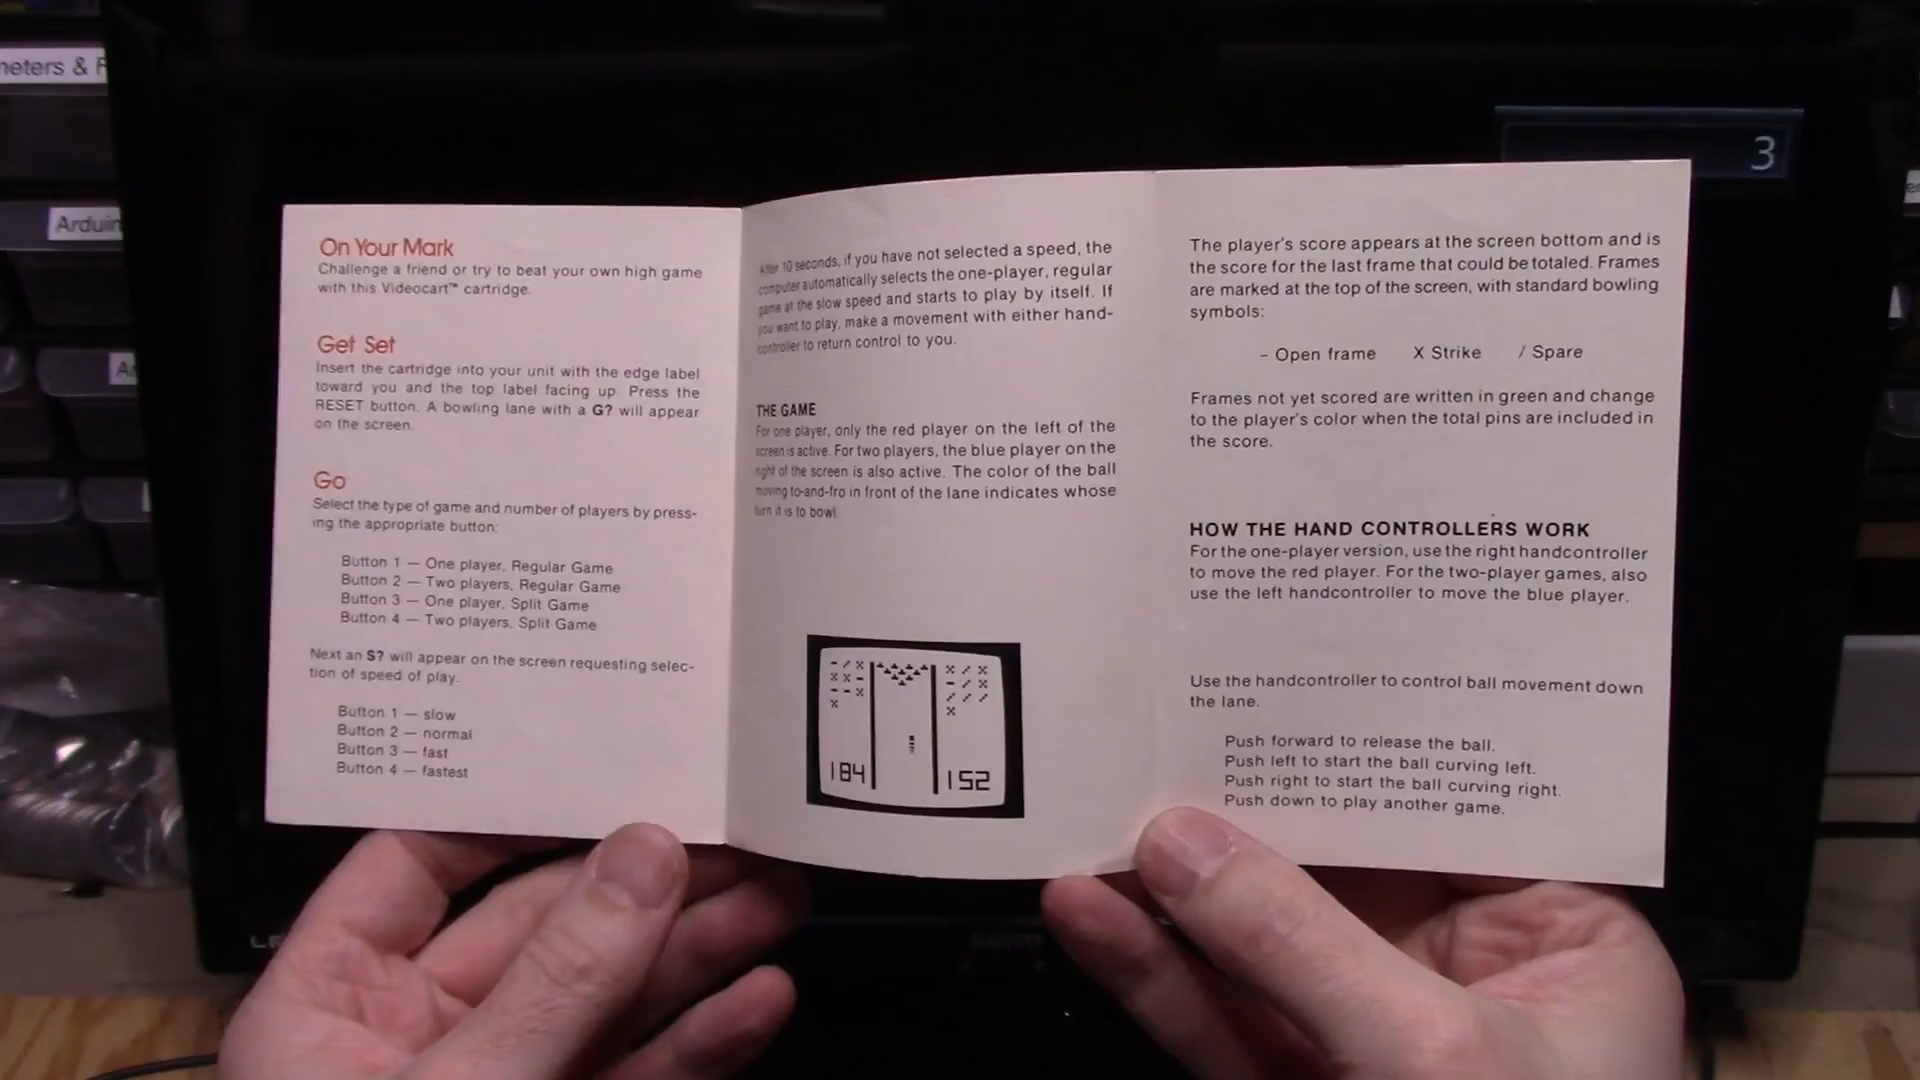 neters & F
Arduin
A
3
On Your Mark
Challenge a friend or try to beat your own high game
with this Videocart™ cartridge.
Get Set
Insert the cartridge into your unit with the edge label
toward you and the top label facing up. Press the
RESET button. A bowling lane with a G? will appear
on the screen.
Go
Select the type of game and number of players by press-
ing the appropriate button:
Button 1 — One player, Regular Game
Button 2 — Two players, Regular Game
Button 3 — One player, Split Game
Button 4 — Two players, Split Game
Next an S? will appear on the screen requesting selec-
tion of speed of play.
Button 1 — slow
Button 2 — normal
Button 3 — fast
Button 4 — fastest
After 10 seconds, if you have not selected a speed, the
computer automatically selects the one-player, regular
game at the slow speed and starts to play by itself. If
you want to play, make a movement with either hand-
controller to return control to you.
THE GAME
For one player, only the red player on the left of the
screen is active. For two players, the blue player on the
right of the screen is also active. The color of the ball
moving to-and-fro in front of the lane indicates whose
turn it is to bowl.
184
152
The player's score appears at the screen bottom and is
the score for the last frame that could be totaled. Frames
are marked at the top of the screen, with standard bowling
symbols:
– Open frame X Strike / Spare
Frames not yet scored are written in green and change
to the player's color when the total pins are included in
the score.
HOW THE HAND CONTROLLERS WORK
For the one-player version, use the right handcontroller
to move the red player. For the two-player games, also
use the left handcontroller to move the blue player.
Use the handcontroller to control ball movement down
the lane.
Push forward to release the ball.
Push left to start the ball curving left.
Push right to start the ball curving right.
Push down to play another game.
SANYO